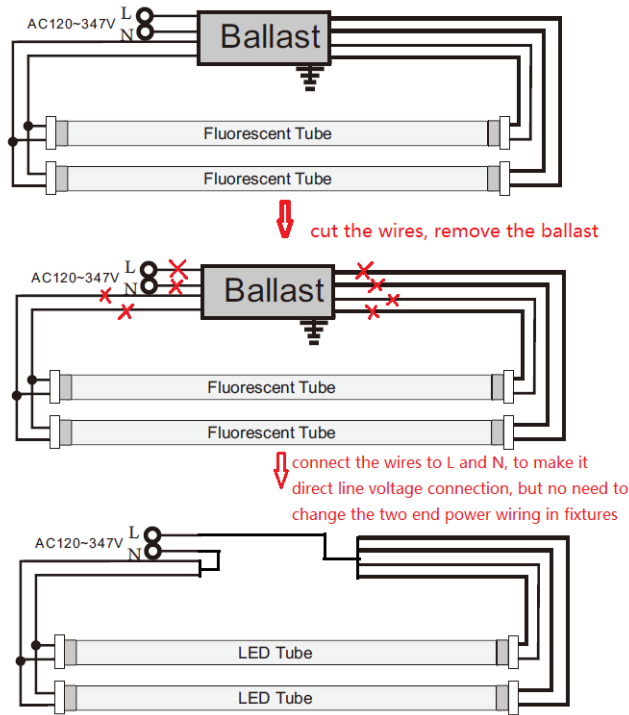 L
AC120~347V
N
Ballast
Fluorescent Tube
Fluorescent Tube
cut the wires, remove the ballast
L
AC120~347V
N
Ballast
Fluorescent Tube
Fluorescent Tube
connect the wires to L and N, to make it
direct line voltage connection, but no need to
change the two end power wiring in fixtures
L
AC120~347V
N
LED Tube
LED Tube